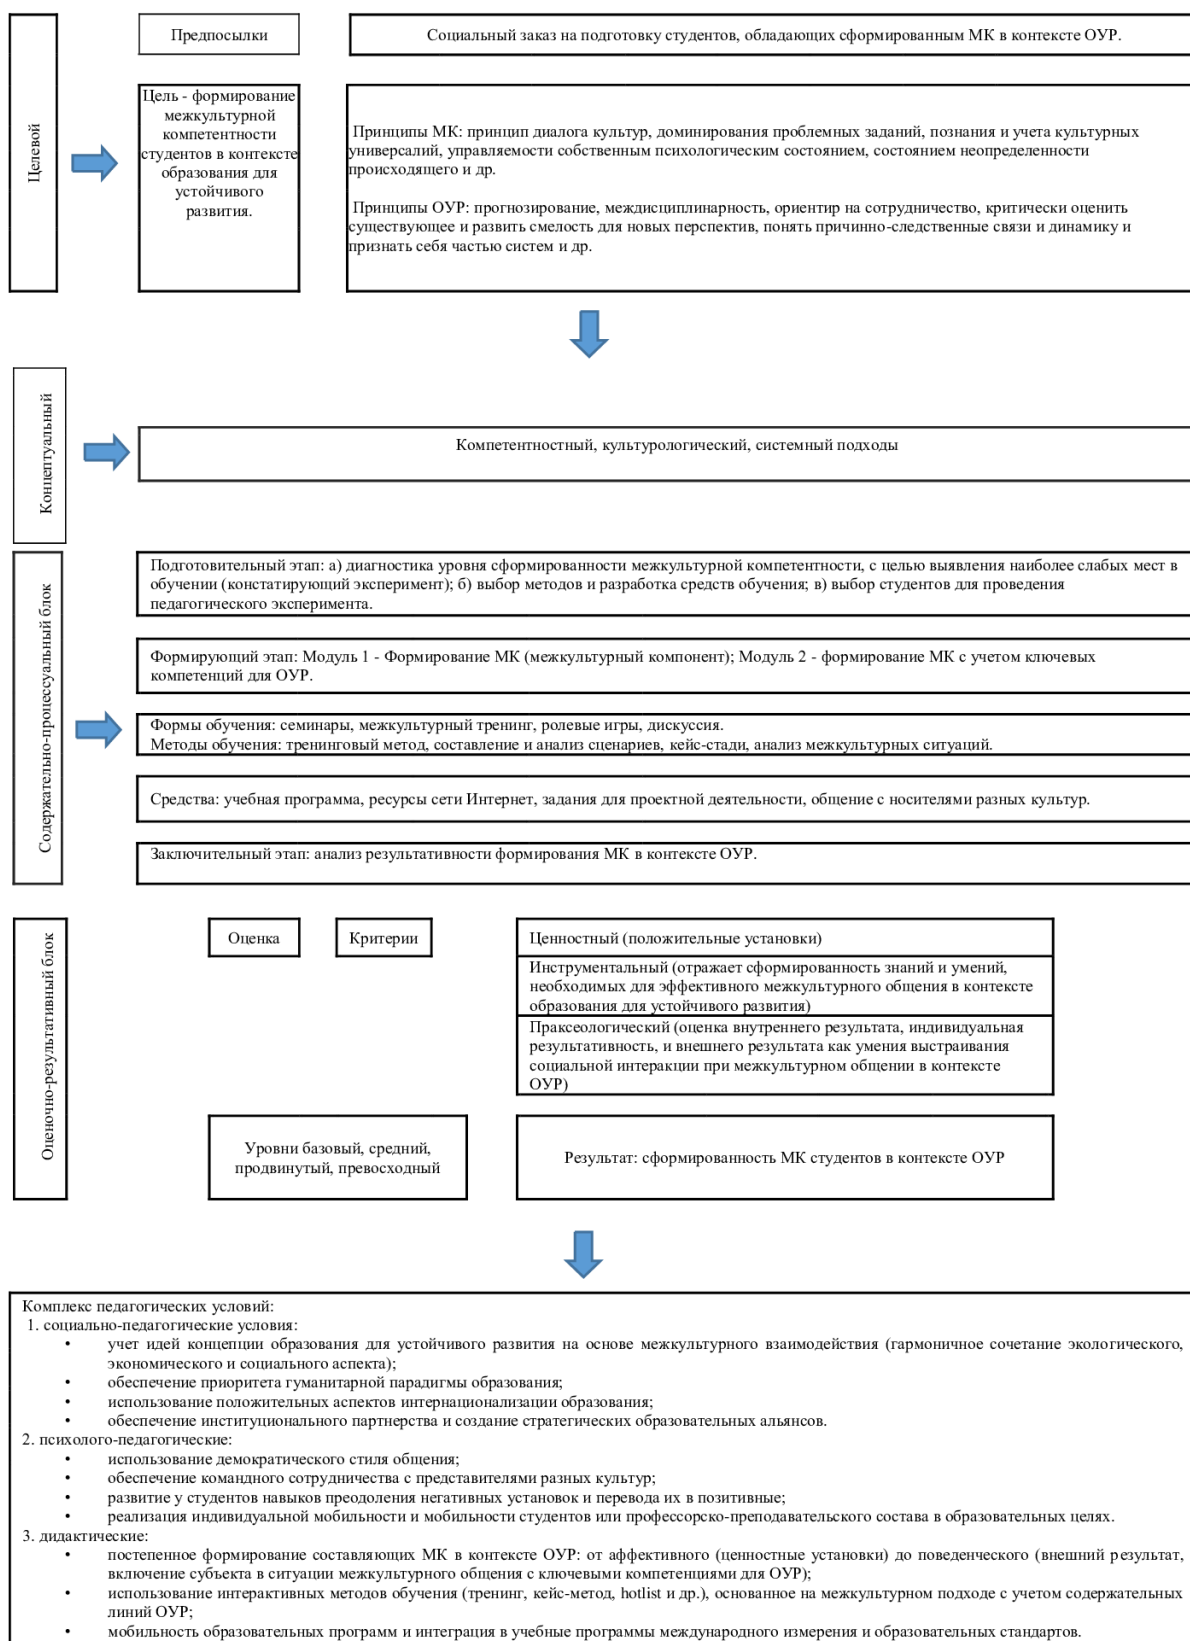 Целевой
Предпосылки
Социальный заказ на подготовку студентов, обладающих сформированным МК в контексте ОУР.
Цель - формирование
межкультурной
компетентности
студентов в контексте
образования для
устойчивого
развития.
Принципы МК: принцип диалога культур, доминирования проблемных заданий, познания и учета культурных
универсалий, управляемости собственным психологическим состоянием, состоянием неопределенности
происходящего и др.
Принципы ОУР: прогнозирование, междисциплинарность, ориентир на сотрудничество, критически оценить
существующее и развить смелость для новых перспектив, понять причинно-следственные связи и динамику и
признать себя частью систем и др.
Концептуальный
Компетентностный, культурологический, системный подходы
Содержательно-процессуальный блок
Подготовительный этап: а) диагностика уровня сформированности межкультурной компетентности, с целью выявления наиболее слабых мест в
обучении (констатирующий эксперимент); б) выбор методов и разработка средств обучения; в) выбор студентов для проведения
педагогического эксперимента.
Формирующий этап: Модуль 1 - Формирование МК (межкультурный компонент); Модуль 2 - формирование МК с учетом ключевых
компетенций для ОУР.
Формы обучения: семинары, межкультурный тренинг, ролевые игры, дискуссия.
Методы обучения: тренинговый метод, составление и анализ сценариев, кейс-стади, анализ межкультурных ситуаций.
Средства: учебная программа, ресурсы сети Интернет, задания для проектной деятельности, общение с носителями разных культур.
Заключительный этап: анализ результативности формирования МК в контексте ОУР.
Оценочно-результативный блок
Оценка
Критерии
Ценностный (положительные установки)
Инструментальный (отражает сформированность знаний и умений,
необходимых для эффективного межкультурного общения в контексте
образования для устойчивого развития)
Праксеологический (оценка внутреннего результата, индивидуальная
результативность, и внешнего результата как умения выстраивания
социальной интеракции при межкультурном общении в контексте
ОУР)
Уровни базовый, средний,
продвинутый, превосходный
Результат: сформированность МК студентов в контексте ОУР
Комплекс педагогических условий:
1. социально-педагогические условия:
• учет идей концепции образования для устойчивого развития на основе межкультурного взаимодействия (гармоничное сочетание экологического,
экономического и социального аспекта);
• обеспечение приоритета гуманитарной парадигмы образования;
• использование положительных аспектов интернационализации образования;
• обеспечение институционального партнерства и создание стратегических образовательных альянсов.
2. психолого-педагогические:
• использование демократического стиля общения;
• обеспечение командного сотрудничества с представителями разных культур;
• развитие у студентов навыков преодоления негативных установок и перевода их в позитивные;
• реализация индивидуальной мобильности и мобильности студентов или профессорско-преподавательского состава в образовательных целях.
3. дидактические:
• постепенное формирование составляющих МК в контексте ОУР: от аффективного (ценностные установки) до поведенческого (внешний результат,
включение субъекта в ситуации межкультурного общения с ключевыми компетенциями для ОУР);
• использование интерактивных методов обучения (тренинг, кейс-метод, hotlist и др.), основанное на межкультурном подходе с учетом содержательных
линий ОУР;
• мобильность образовательных программ и интеграция в учебные программы международного измерения и образовательных стандартов.